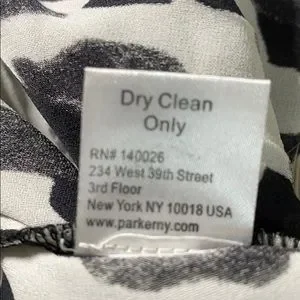 Dry Clean
Only
RN# 140026
234 West 39th Street
3rd Floor
New York NY 10018 USA
www.parkerny.com